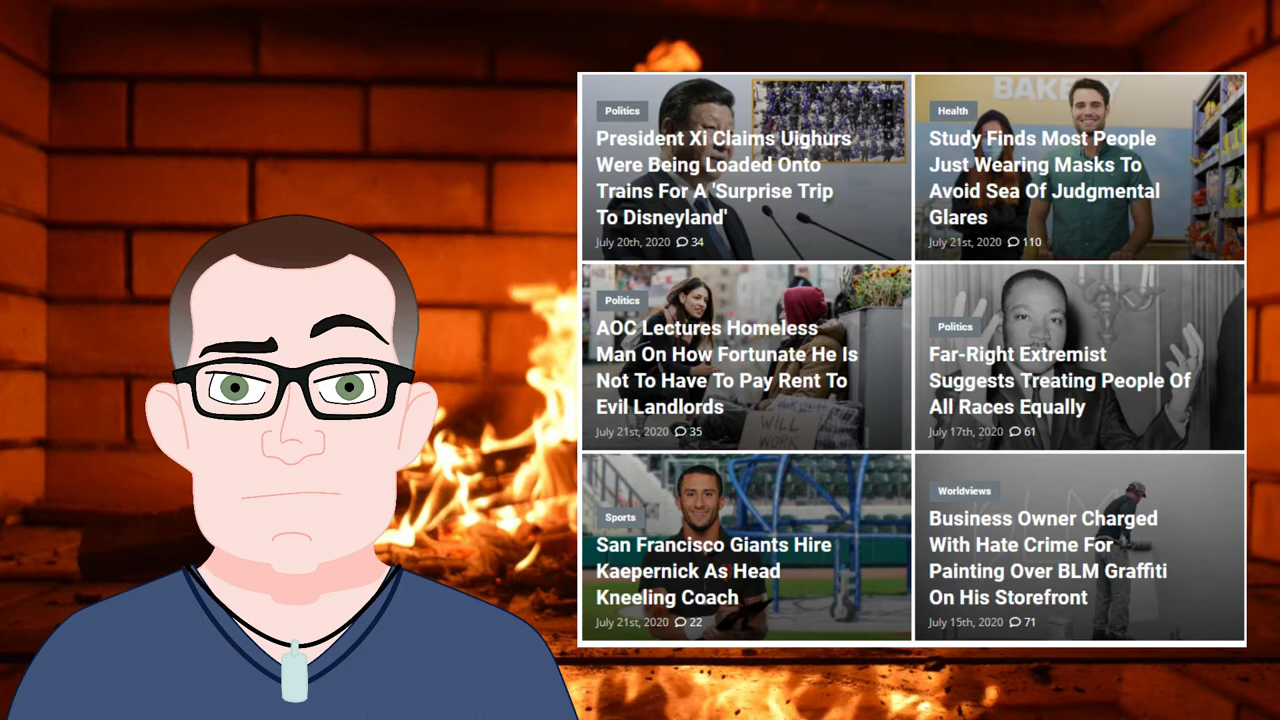 Politics
President Xi Claims Uighurs
Were Being Loaded Onto
Trains For A 'Surprise Trip
To Disneyland'
July 20th, 2020 34
BAKERY
Health
Study Finds Most People
Just Wearing Masks To
Avoid Sea Of Judgmental
Glares
July 21st, 2020 110
Politics
AOC Lectures Homeless
Man On How Fortunate He Is
Not To Have To Pay Rent To
Evil Landlords
July 21st, 2020 35
WILL
WORK
Politics
Far-Right Extremist
Suggests Treating People Of
All Races Equally
July 17th, 2020 61
Sports
San Francisco Giants Hire
Kaepernick As Head
Kneeling Coach
July 21st, 2020 22
Worldviews
Business Owner Charged
With Hate Crime For
Painting Over BLM Graffiti
On His Storefront
July 15th, 2020 71